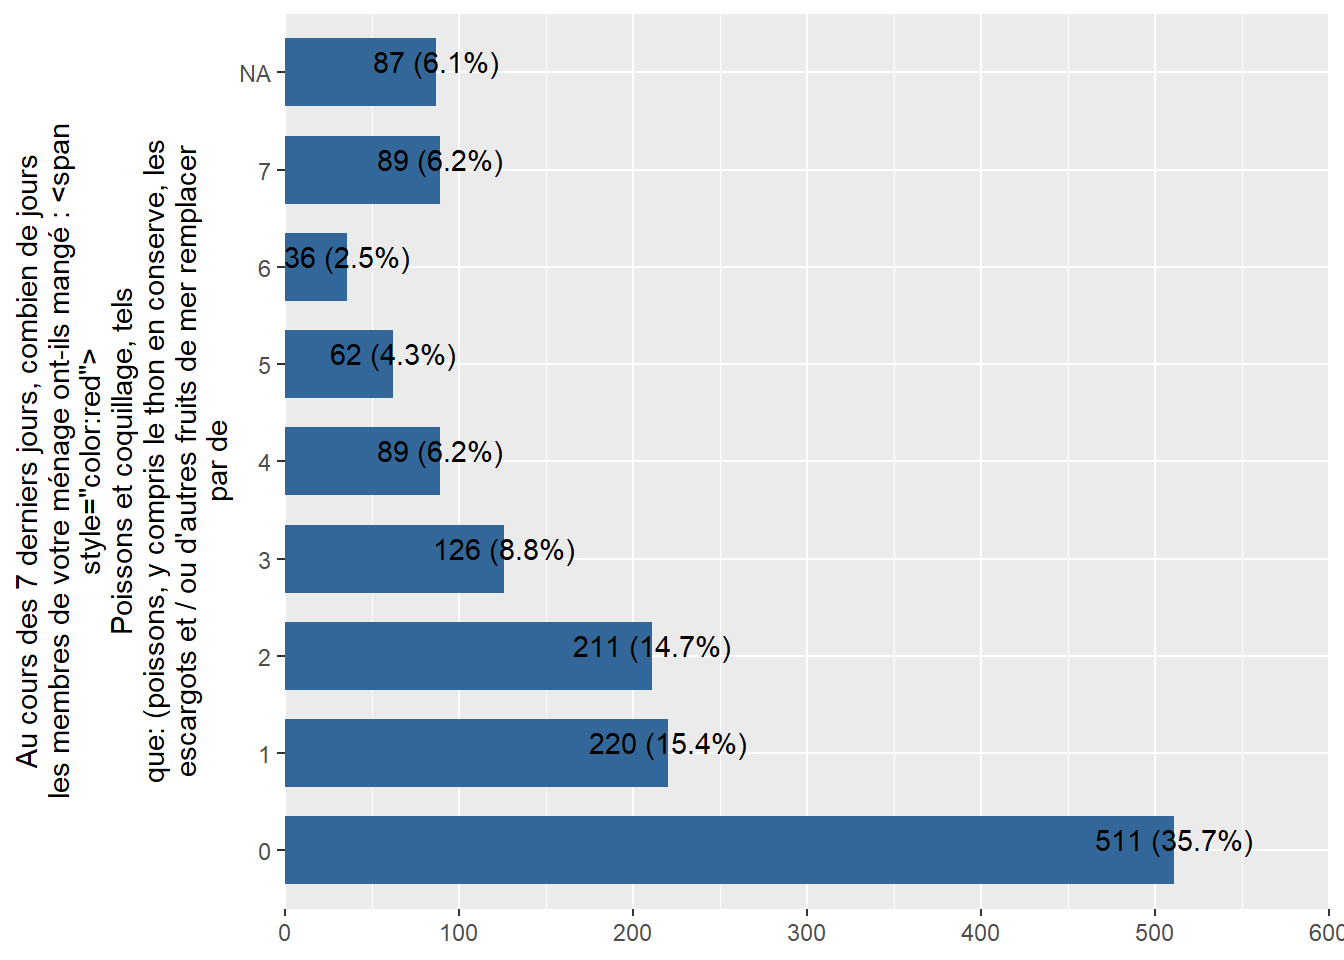 Au cours des 7 derniers jours, combien de jours
les membres de votre ménage ont-ils mangé : <span
style="color:red">
Poissons et coquillage, tels
que: (poissons, y compris le thon en conserve, les
escargots et / ou d'autres fruits de mer remplacer
par de
NA
87 (6.1%)
7
89 (6.2%)
6
36 (2.5%)
5
62 (4.3%)
4
89 (6.2%)
3
126 (8.8%)
2
211 (14.7%)
1
220 (15.4%)
0
511 (35.7%)
0 100 200 300 400 500 600